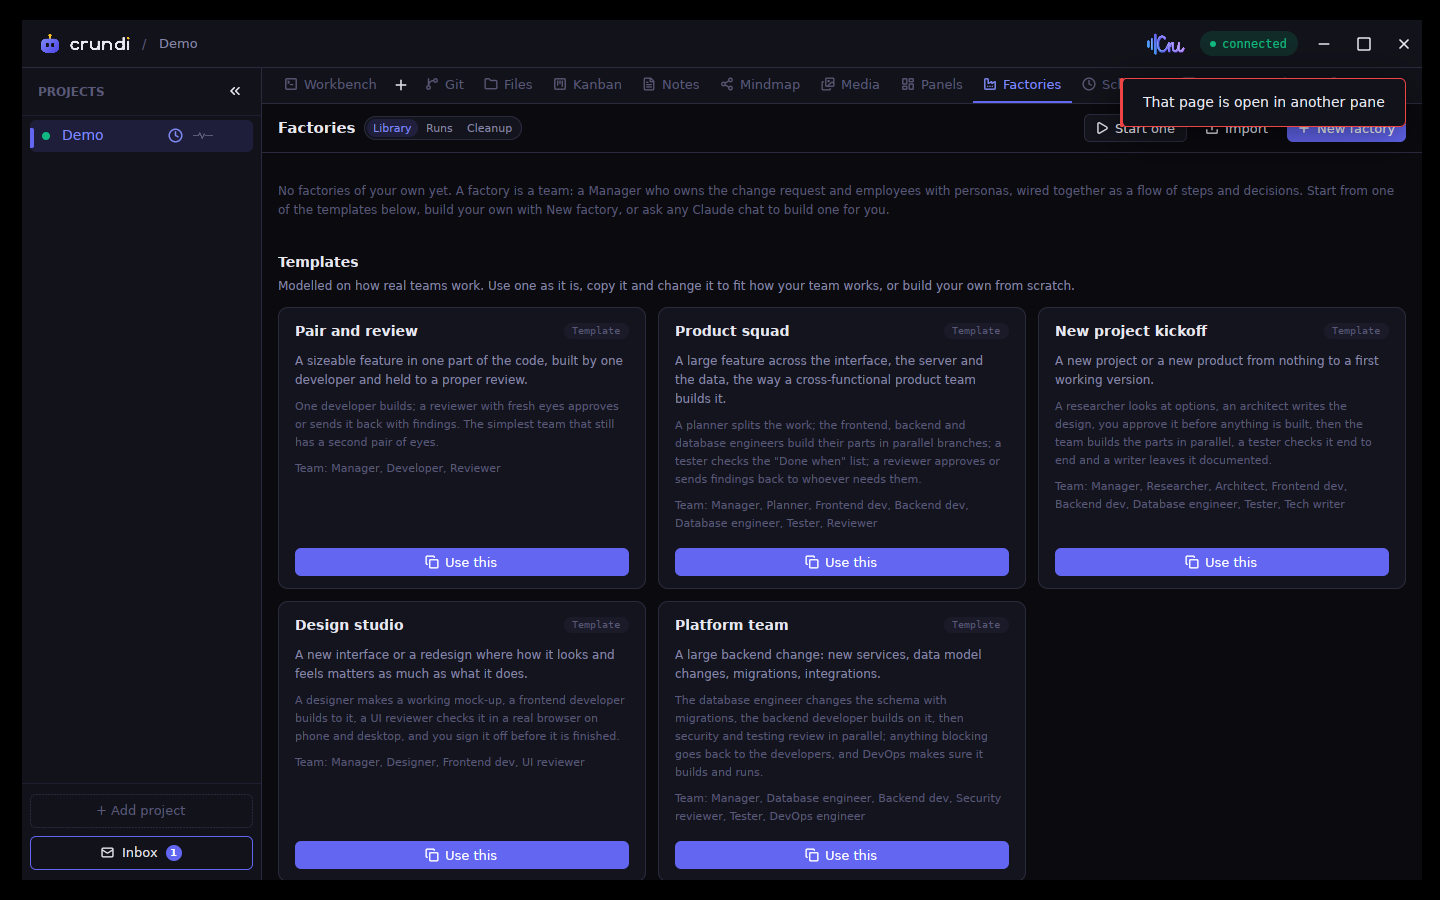 crundi / Demo
Cru
connected
PROJECTS
Workbench
Git
Files
Kanban
Notes
Mindmap
Media
Panels
Factories
That page is open in another pane
Demo
Factories
Library
Runs
Cleanup
Start one
Import
+ New factory
No factories of your own yet. A factory is a team: a Manager who owns the change request and employees with personas, wired together as a flow of steps and decisions. Start from one
of the templates below, build your own with New factory, or ask any Claude chat to build one for you.
Templates
Modelled on how real teams work. Use one as it is, copy it and change it to fit how your team works, or build your own from scratch.
Pair and review
Template
A sizeable feature in one part of the code, built by one
developer and held to a proper review.
One developer builds; a reviewer with fresh eyes approves
or sends it back with findings. The simplest team that still
has a second pair of eyes.
Team: Manager, Developer, Reviewer
Use this
Product squad
Template
A large feature across the interface, the server and
the data, the way a cross-functional product team
builds it.
A planner splits the work; the frontend, backend and
database engineers build their parts in parallel branches; a
tester checks the "Done when" list; a reviewer approves or
sends findings back to whoever needs them.
Team: Manager, Planner, Frontend dev, Backend dev,
Database engineer, Tester, Reviewer
Use this
New project kickoff
Template
A new project or a new product from nothing to a first
working version.
A researcher looks at options, an architect writes the
design, you approve it before anything is built, then the
team builds the parts in parallel, a tester checks it end to
end and a writer leaves it documented.
Team: Manager, Researcher, Architect, Frontend dev,
Backend dev, Database engineer, Tester, Tech writer
Use this
Design studio
Template
A new interface or a redesign where how it looks and
feels matters as much as what it does.
A designer makes a working mock-up, a frontend developer
builds to it, a UI reviewer checks it in a real browser on
phone and desktop, and you sign it off before it is finished.
Team: Manager, Designer, Frontend dev, UI reviewer
Use this
Platform team
Template
A large backend change: new services, data model
changes, migrations, integrations.
The database engineer changes the schema with
migrations, the backend developer builds on it, then
security and testing review in parallel; anything blocking
goes back to the developers, and DevOps makes sure it
builds and runs.
Team: Manager, Database engineer, Backend dev, Security
reviewer, Tester, DevOps engineer
Use this
+ Add project
Inbox 1